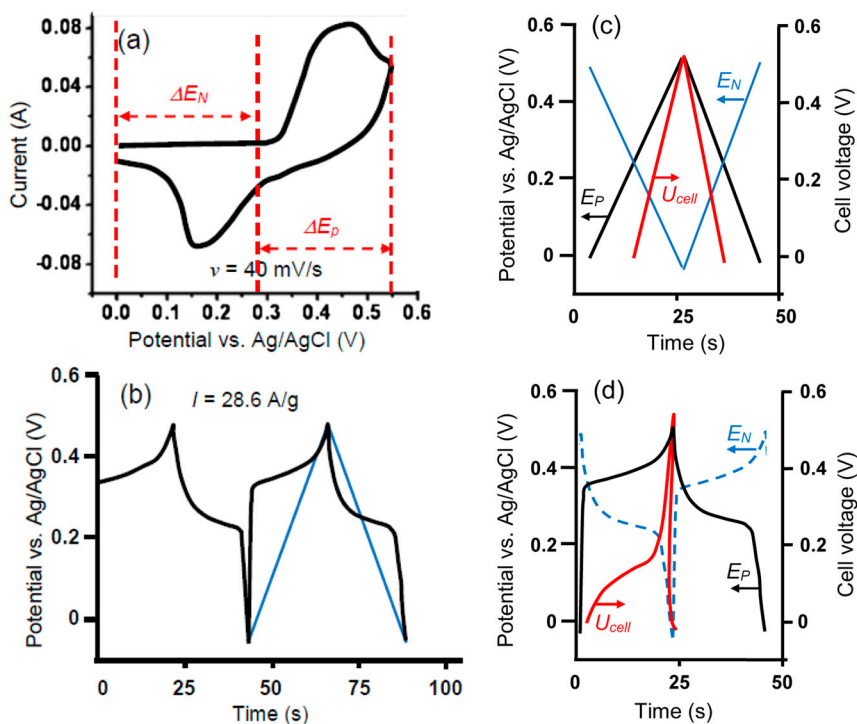 (a)
0.08
0.04
0.00
-0.04
-0.08
Current (A)
ΔE_N
ΔE_p
v = 40 mV/s
0.0 0.1 0.2 0.3 0.4 0.5 0.6
Potential vs. Ag/AgCl (V)
(b)
I = 28.6 A/g
0.6
0.4
0.2
0
Potential vs. Ag/AgCl (V)
0 25 50 75 100
Time (s)
(c)
0.6
0.4
0.2
0
Potential vs. Ag/AgCl (V)
E_N
E_P
U_cell
0.6
0.4
0.2
0
Cell voltage (V)
0 25 50
Time (s)
(d)
0.6
0.4
0.2
0
Potential vs. Ag/AgCl (V)
E_N
E_P
U_cell
0.6
0.4
0.2
0
Cell voltage (V)
0 25 50
Time (s)